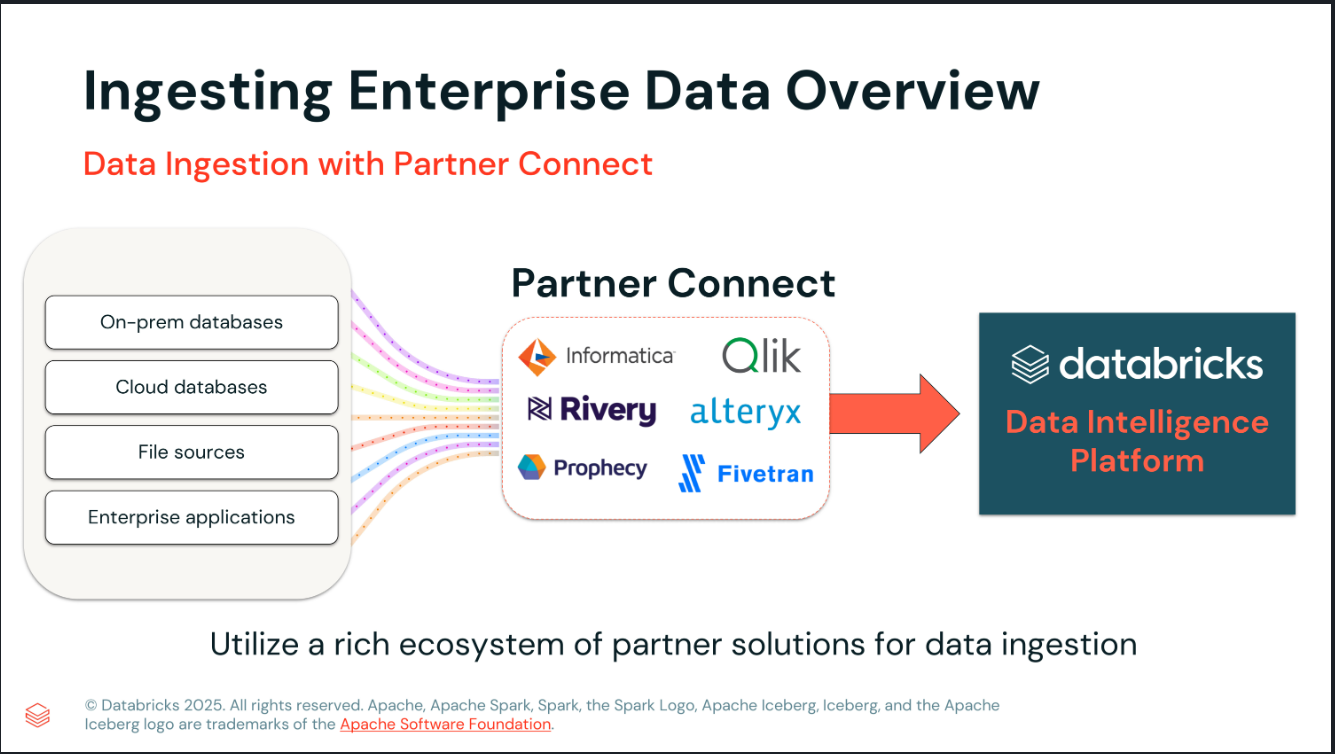 Ingesting Enterprise Data Overview
Data Ingestion with Partner Connect
On-prem databases
Cloud databases
File sources
Enterprise applications
Partner Connect
Informatica
Qlik
Rivery
alteryx
Prophecy
Fivetran
databricks
Data Intelligence
Platform
Utilize a rich ecosystem of partner solutions for data ingestion
© Databricks 2025. All rights reserved. Apache, Apache Spark, Spark, the Spark Logo, Apache Iceberg, Iceberg, and the Apache
Iceberg logo are trademarks of the Apache Software Foundation.